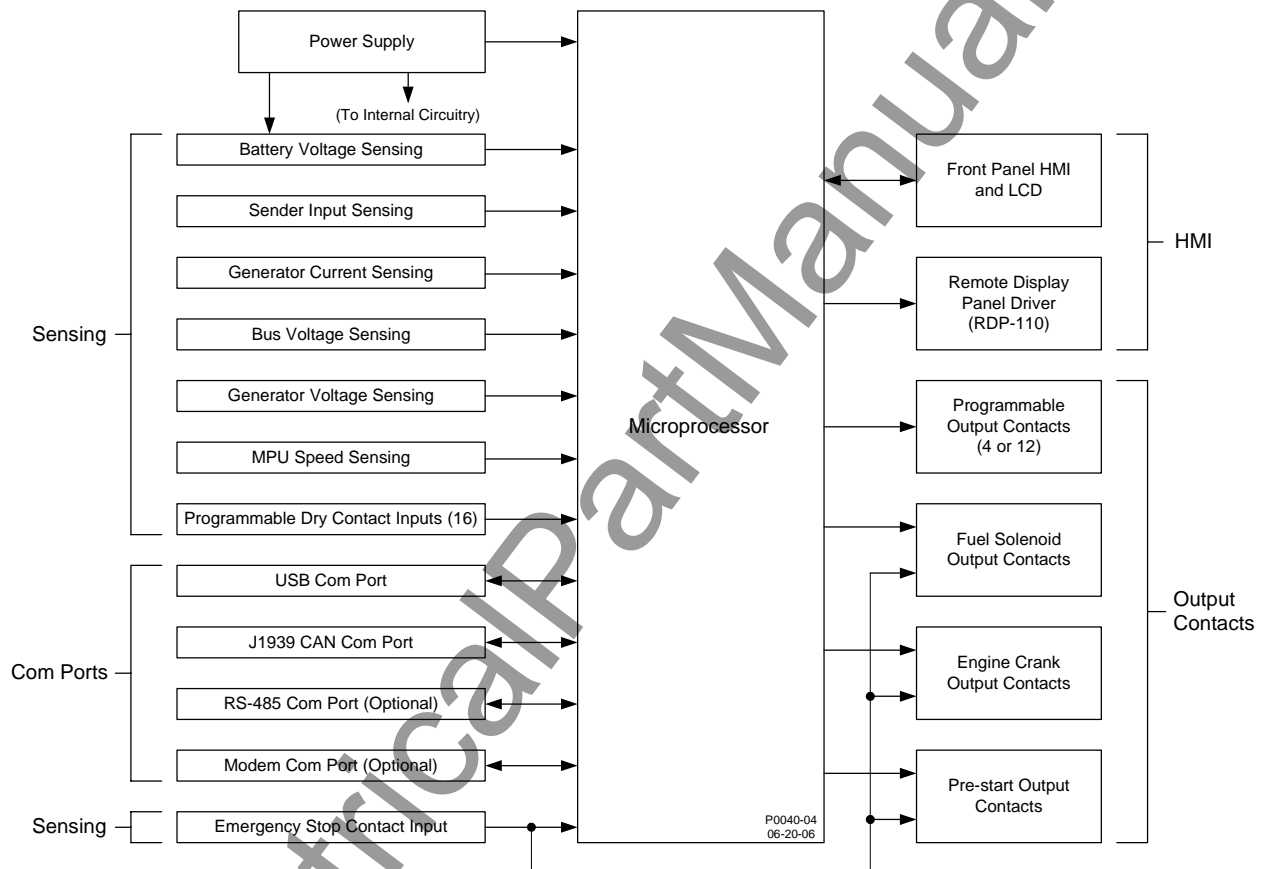 Power Supply
(To Internal Circuitry)
Sensing
Battery Voltage Sensing
Sender Input Sensing
Generator Current Sensing
Bus Voltage Sensing
Generator Voltage Sensing
MPU Speed Sensing
Programmable Dry Contact Inputs (16)
Com Ports
USB Com Port
J1939 CAN Com Port
RS-485 Com Port (Optional)
Modem Com Port (Optional)
Sensing
Emergency Stop Contact Input
Microprocessor
P0040-04
06-20-06
Front Panel HMI
and LCD
Remote Display
Panel Driver
(RDP-110)
HMI
Programmable
Output Contacts
(4 or 12)
Fuel Solenoid
Output Contacts
Engine Crank
Output Contacts
Pre-start Output
Contacts
Output
Contacts
tricalPartManua